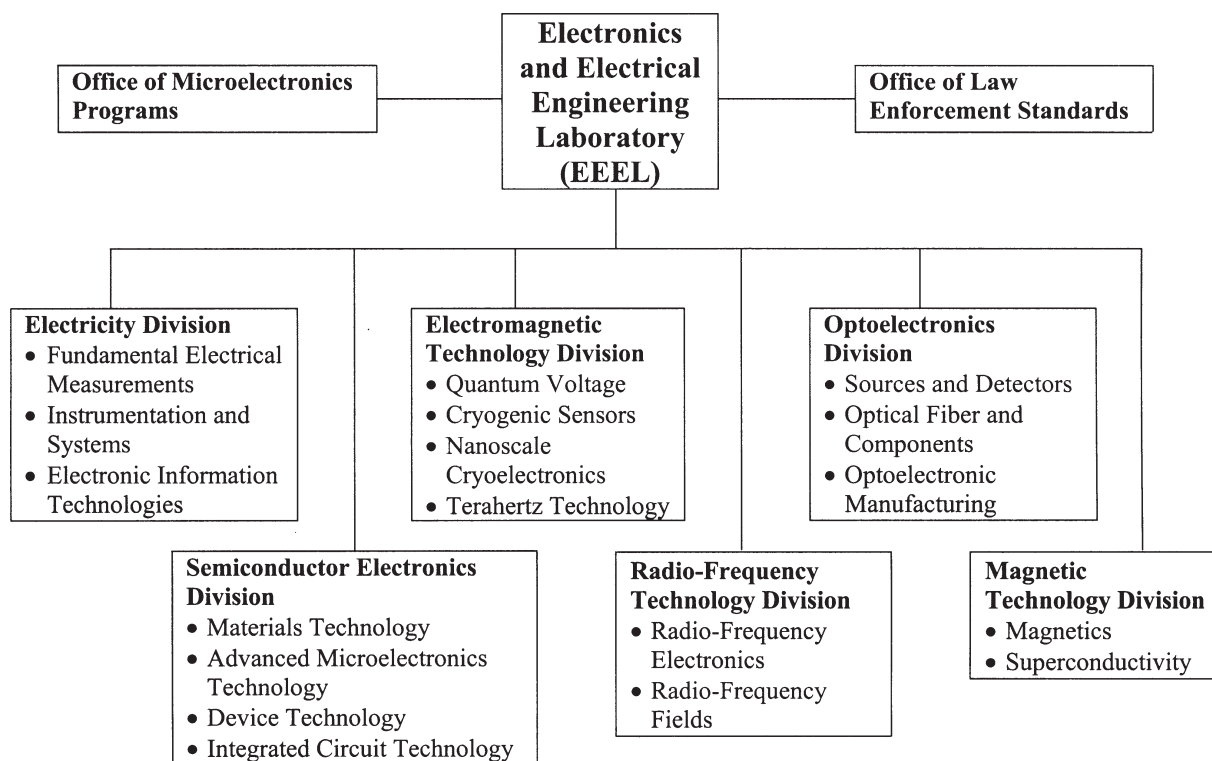 Electronics
and Electrical
Engineering
Laboratory
(EEEL)
Office of Microelectronics
Programs
Office of Law
Enforcement Standards
Electricity Division
• Fundamental Electrical
Measurements
• Instrumentation and
Systems
• Electronic Information
Technologies
Electromagnetic
Technology Division
• Quantum Voltage
• Cryogenic Sensors
• Nanoscale
Cryoelectronics
• Terahertz Technology
Optoelectronics
Division
• Sources and Detectors
• Optical Fiber and
Components
• Optoelectronic
Manufacturing
Semiconductor Electronics
Division
• Materials Technology
• Advanced Microelectronics
Technology
• Device Technology
• Integrated Circuit Technology
Radio-Frequency
Technology Division
• Radio-Frequency
Electronics
• Radio-Frequency
Fields
Magnetic
Technology Division
• Magnetics
• Superconductivity